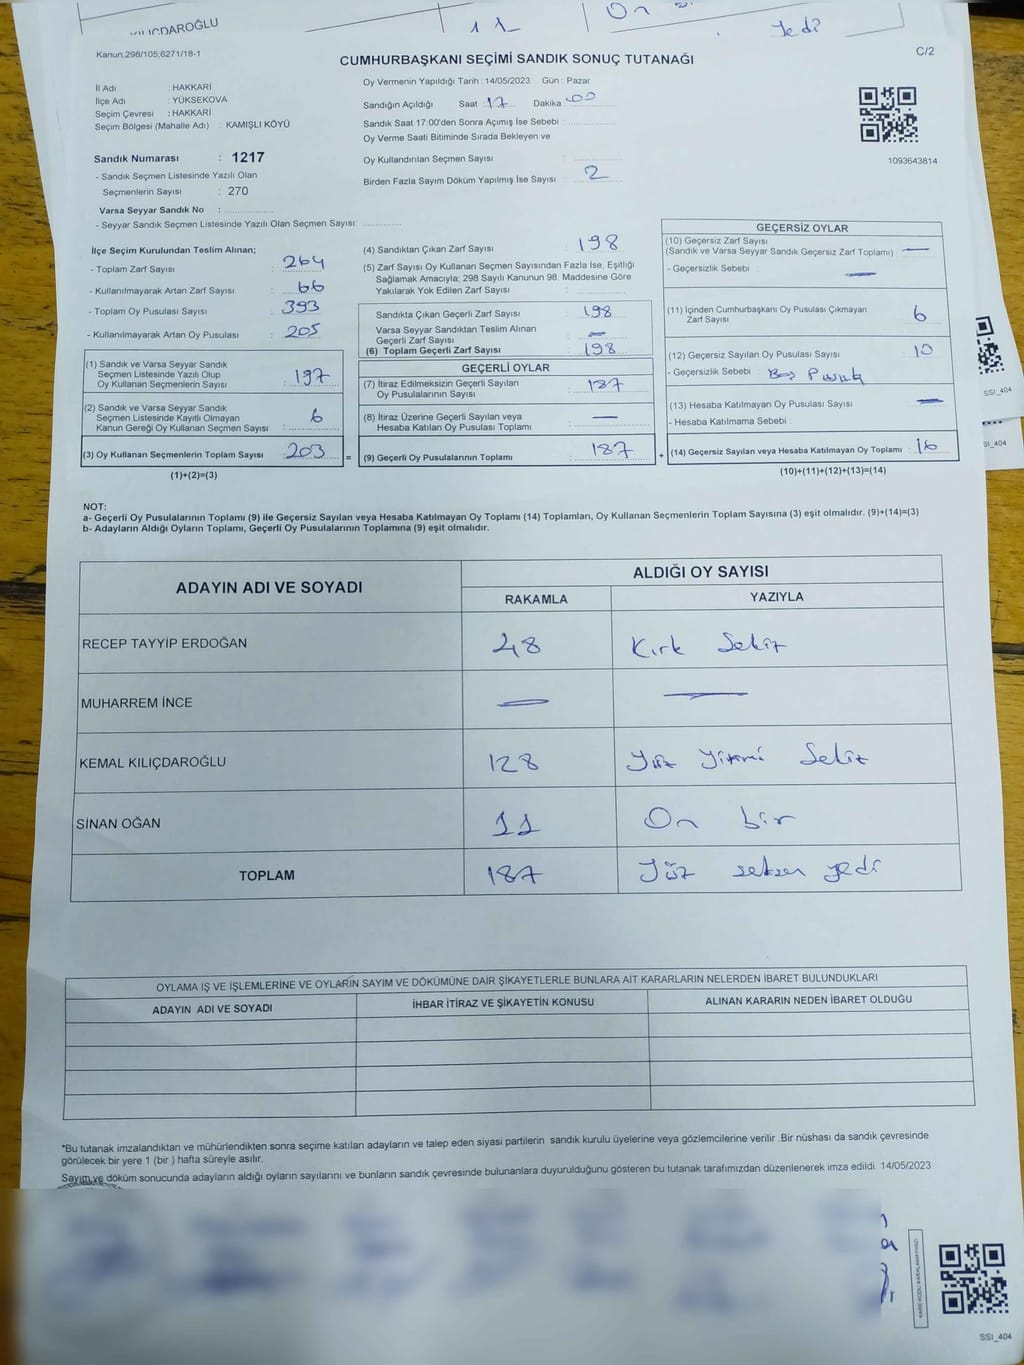 KILIÇDAROĞLU
11
On
Yedi
Kanun;298/105;6271/18-1
CUMHURBAŞKANI SEÇİMİ SANDIK SONUÇ TUTANAĞI
C/2
İl Adı : HAKKARİ
İlçe Adı : YÜKSEKOVA
Seçim Çevresi : HAKKARİ
Seçim Bölgesi (Mahalle Adı) : KAMIŞLI KÖYÜ
Sandık Numarası : 1217
- Sandık Seçmen Listesinde Yazılı Olan
Seçmenlerin Sayısı : 270
Varsa Seyyar Sandık No :
- Seyyar Sandık Seçmen Listesinde Yazılı Olan Seçmen Sayısı:
Oy Vermenin Yapıldığı Tarih :14/05/2023 Gün : Pazar
Sandığın Açıldığı Saat 17 Dakika 00
Sandık Saat 17:00'den Sonra Açımış İse Sebebi :
Oy Verme Saati Bitiminde Sırada Bekleyen ve
Oy Kullandırılan Seçmen Sayısı :
Birden Fazla Sayım Döküm Yapılmış İse Sayısı : 2
1093643814
İlçe Seçim Kurulundan Teslim Alınan;
- Toplam Zarf Sayısı : 264
- Kullanılmayarak Artan Zarf Sayısı : 66
- Toplam Oy Pusulası Sayısı : 393
- Kullanılmayarak Artan Oy Pusulası : 205
(1) Sandık ve Varsa Seyyar Sandık
Seçmen Listesinde Yazılı Olup
Oy Kullanan Seçmenlerin Sayısı : 197
(2) Sandık ve Varsa Seyyar Sandık
Seçmen Listesinde Kayıtlı Olmayan
Kanun Gereği Oy Kullanan Seçmen Sayısı : 6
(3) Oy Kullanan Seçmenlerin Toplam Sayısı : 203 =
(1)+(2)=(3)
(4) Sandıktan Çıkan Zarf Sayısı : 198
(5) Zarf Sayısı Oy Kullanan Seçmen Sayısından Fazla İse, Eşitliği
Sağlamak Amacıyla; 298 Sayılı Kanunun 98. Maddesine Göre
Yakılarak Yok Edilen Zarf Sayısı :
Sandıkta Çıkan Geçerli Zarf Sayısı : 198
Varsa Seyyar Sandıktan Teslim Alınan
Geçerli Zarf Sayısı : —
(6) Toplam Geçerli Zarf Sayısı : 198
GEÇERLİ OYLAR
(7) İtiraz Edilmeksizin Geçerli Sayılan
Oy Pusulalarının Sayısı : 187
(8) İtiraz Üzerine Geçerli Sayılan veya
Hesaba Katılan Oy Pusulası Toplamı : —
(9) Geçerli Oy Pusulalarının Toplamı : 187 +
GEÇERSİZ OYLAR
(10) Geçersiz Zarf Sayısı
(Sandık ve Varsa Seyyar Sandık Geçersiz Zarf Toplamı) : —
- Geçersizlik Sebebi : —
(11) İçinden Cumhurbaşkanı Oy Pusulası Çıkmayan
Zarf Sayısı : 6
(12) Geçersiz Sayılan Oy Pusulası Sayısı : 10
- Geçersizlik Sebebi : Boş Pusula
(13) Hesaba Katılmayan Oy Pusulası Sayısı : —
- Hesaba Katılmama Sebebi :
(14) Geçersiz Sayılan veya Hesaba Katılmayan Oy Toplamı : 16
(10)+(11)+(12)+(13)=(14)
NOT:
a- Geçerli Oy Pusulalarının Toplamı (9) ile Geçersiz Sayılan veya Hesaba Katılmayan Oy Toplamı (14) Toplamları, Oy Kullanan Seçmenlerin Toplam Sayısına (3) eşit olmalıdır. (9)+(14)=(3)
b- Adayların Aldığı Oyların Toplamı, Geçerli Oy Pusulalarının Toplamına (9) eşit olmalıdır.
ADAYIN ADI VE SOYADI
ALDIĞI OY SAYISI
RAKAMLA YAZIYLA
RECEP TAYYİP ERDOĞAN 48 Kırk Sekiz
MUHARREM İNCE — —
KEMAL KILIÇDAROĞLU 128 Yüz Yirmi Sekiz
SİNAN OĞAN 11 On bir
TOPLAM 187 Yüz seksen yedi
OYLAMA İŞ VE İŞLEMLERİNE VE OYLARIN SAYIM VE DÖKÜMÜNE DAİR ŞİKAYETLERLE BUNLARA AİT KARARLARIN NELERDEN İBARET BULUNDUKLARI
ADAYIN ADI VE SOYADI İHBAR İTİRAZ VE ŞİKAYETİN KONUSU ALINAN KARARIN NEDEN İBARET OLDUĞU
*Bu tutanak imzalandıktan ve mühürlendikten sonra seçime katılan adayların ve talep eden siyasi partilerin sandık kurulu üyelerine veya gözlemcilerine verilir .Bir nüshası da sandık çevresinde
görülecek bir yere 1 (bir ) hafta süreyle asılır.
Sayım ve döküm sonucunda adayların aldığı oyların sayılarını ve bunların sandık çevresinde bulunanlara duyurulduğunu gösteren bu tutanak tarafımızdan düzenlenerek imza edildi. 14/05/2023
KARE KODU KARALAMAYINIZ!
SSI_404
SSI_404
SI_404